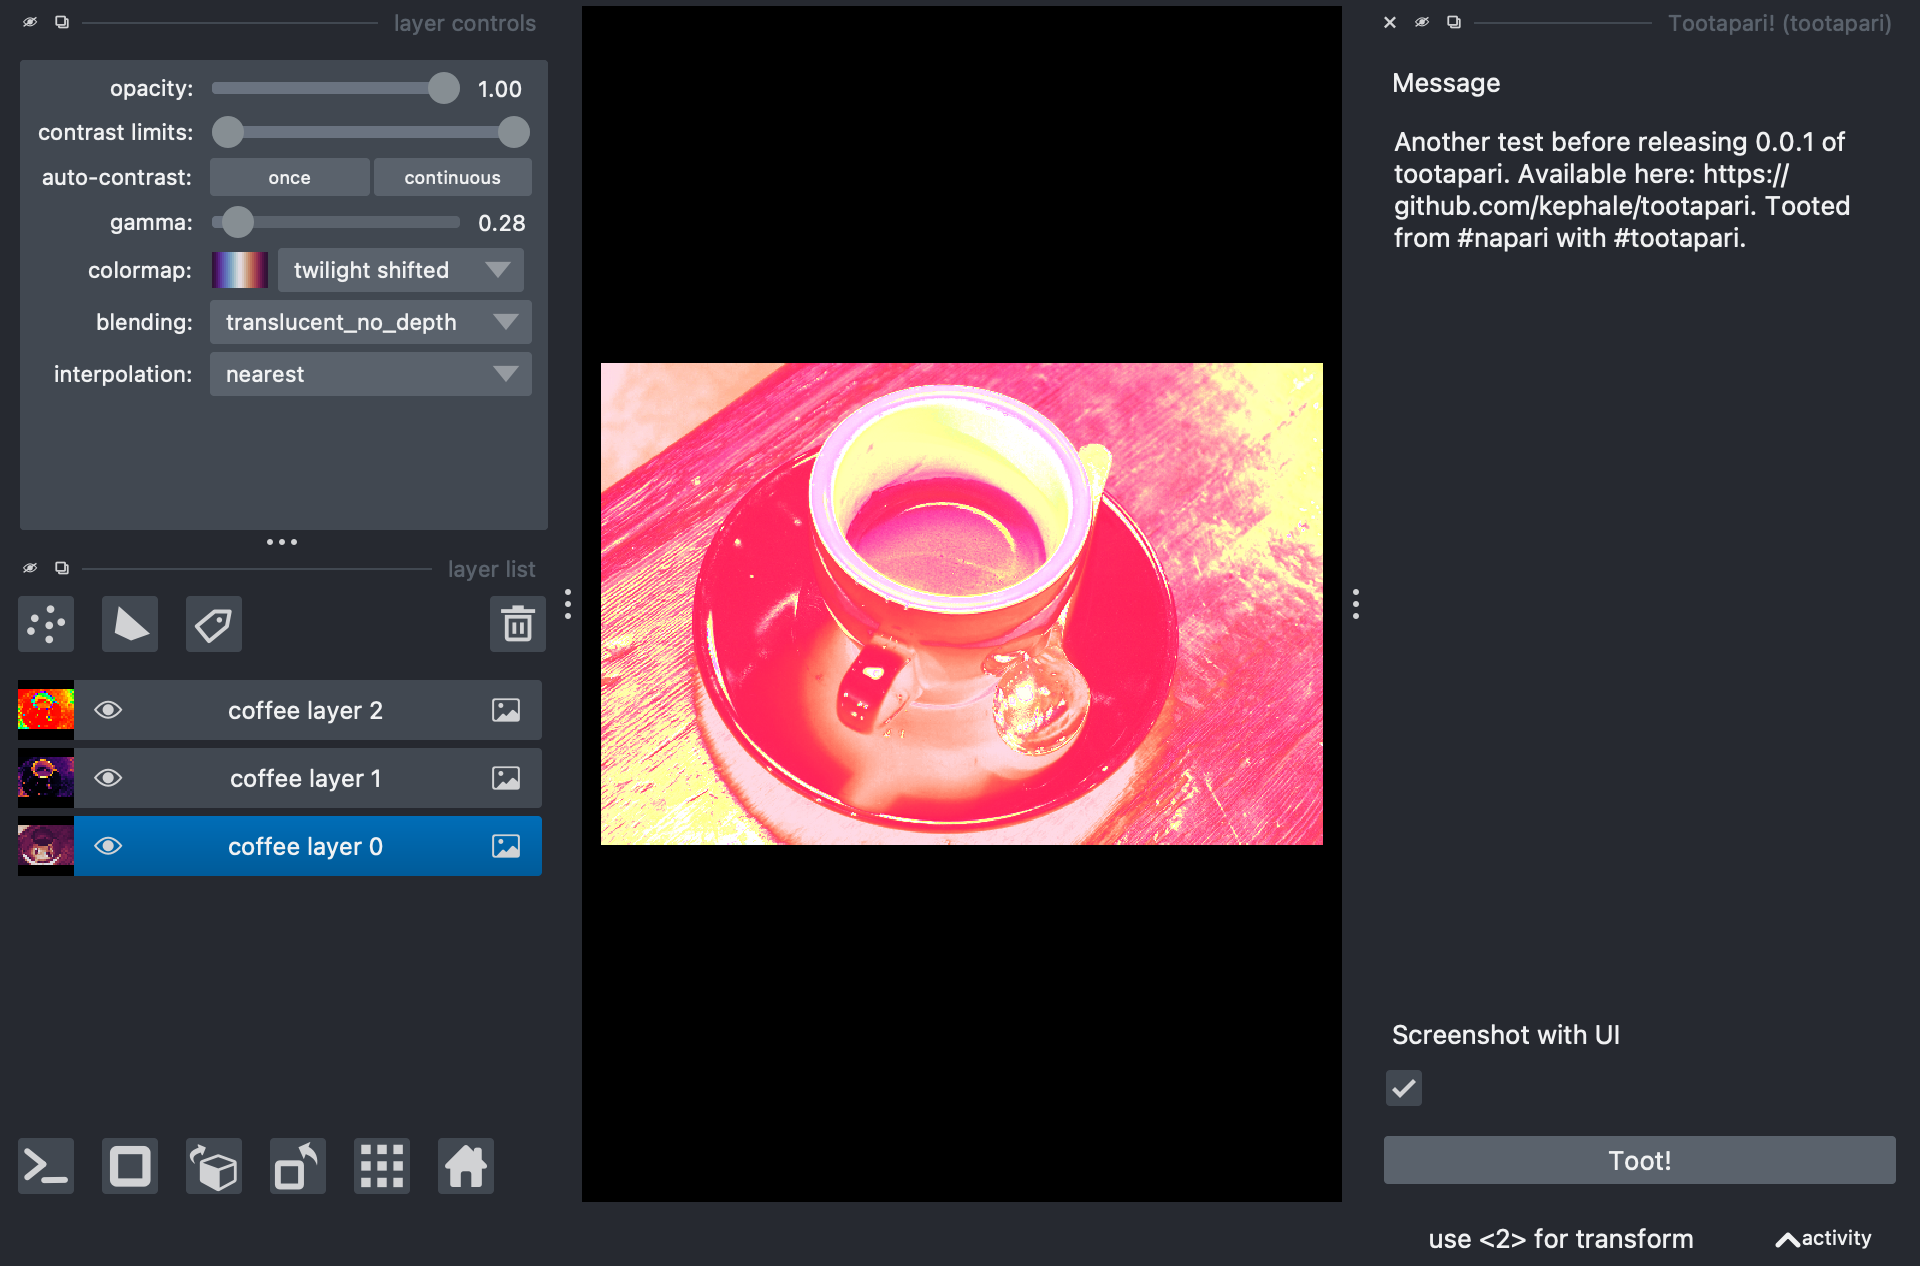 layer controls
opacity: 1.00
contrast limits:
auto-contrast: once continuous
gamma: 0.28
colormap: twilight shifted
blending: translucent_no_depth
interpolation: nearest
layer list
coffee layer 2
coffee layer 1
coffee layer 0
Tootapari! (tootapari)
Message
Another test before releasing 0.0.1 of
tootapari. Available here: https://
github.com/kephale/tootapari. Tooted
from #napari with #tootapari.
Screenshot with UI
Toot!
use <2> for transform
activity